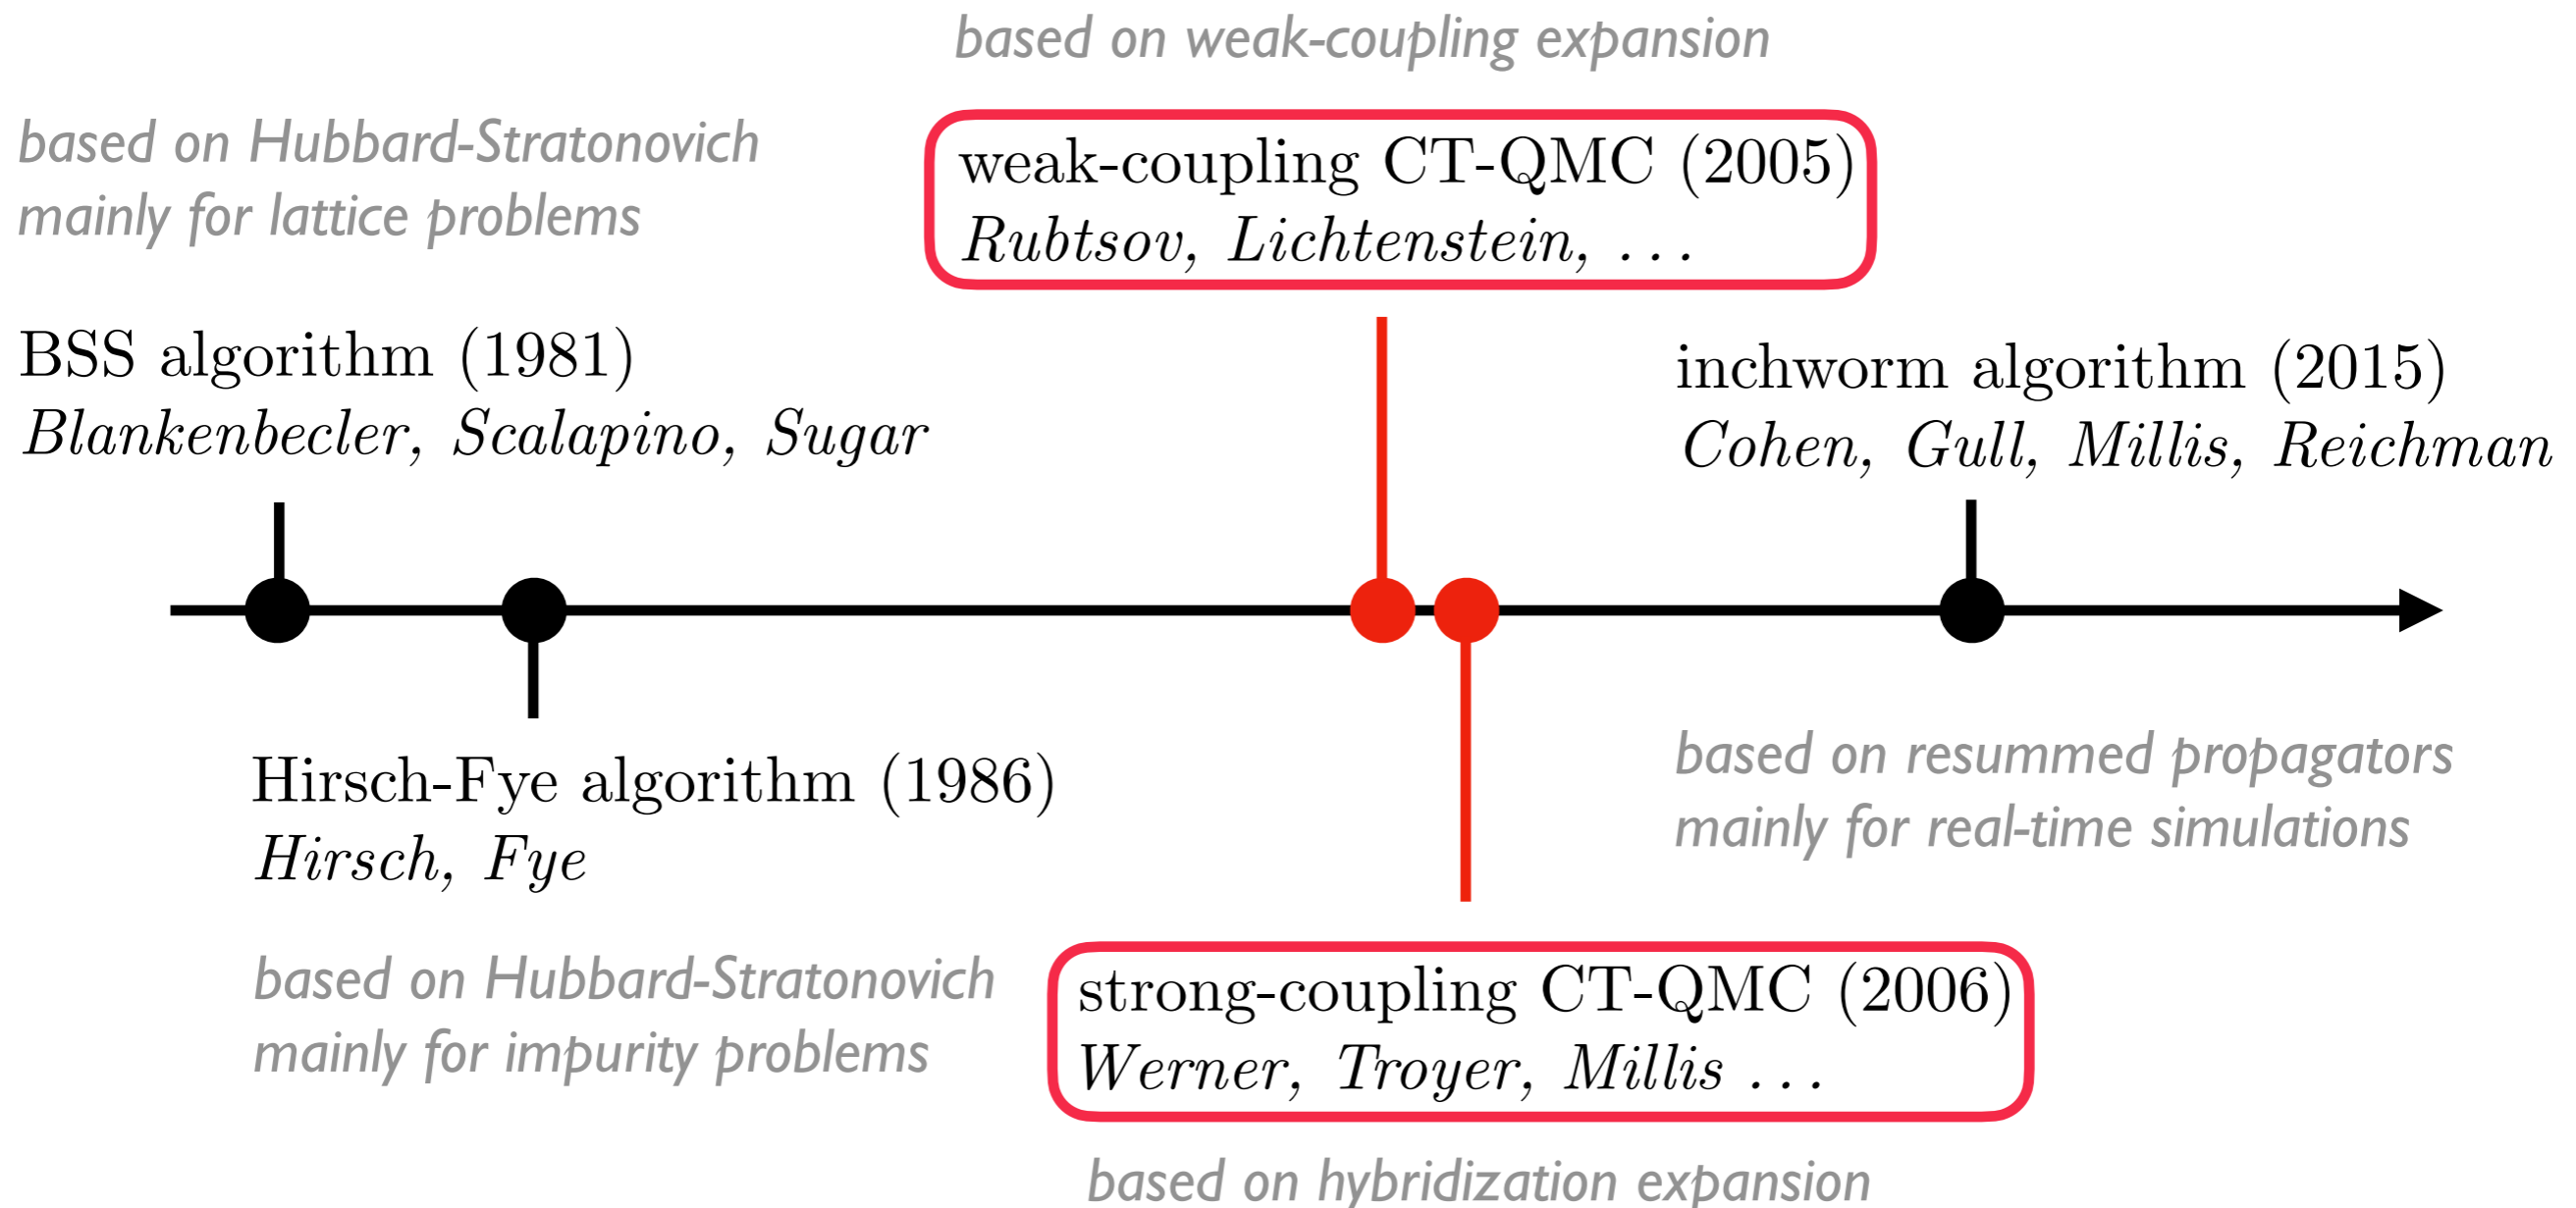 based on weak-coupling expansion
based on Hubbard-Stratonovich
mainly for lattice problems
weak-coupling CT-QMC (2005)
Rubtsov, Lichtenstein, ...
BSS algorithm (1981)
Blankenbecler, Scalapino, Sugar
inchworm algorithm (2015)
Cohen, Gull, Millis, Reichman
Hirsch-Fye algorithm (1986)
Hirsch, Fye
based on Hubbard-Stratonovich
mainly for impurity problems
based on resummed propagators
mainly for real-time simulations
strong-coupling CT-QMC (2006)
Werner, Troyer, Millis ...
based on hybridization expansion